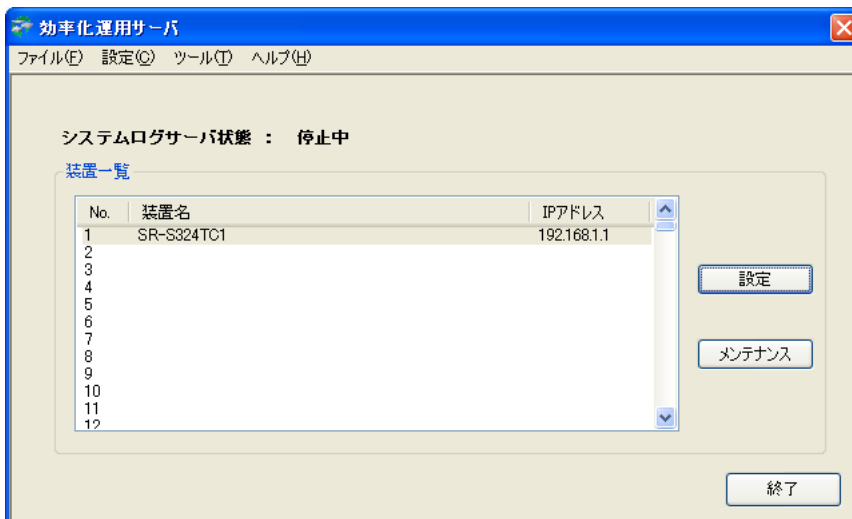 効率化運用サーバ
ファイル(F) 設定(C) ツール(T) ヘルプ(H)
システムログサーバ状態 ： 停止中
装置一覧
No. 装置名 IPアドレス
1 SR-S324TC1 192.168.1.1
2
3
4
5
6
7
8
9
10
11
12
設定
メンテナンス
終了